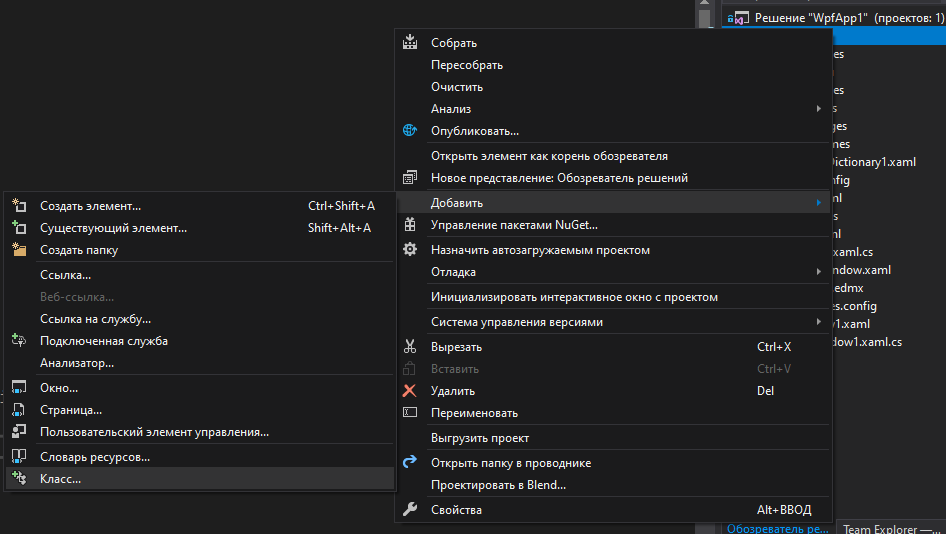 Решение "WpfApp1" (проектов: 1)
Собрать
Пересобрать
Очистить
Анализ
Опубликовать...
Открыть элемент как корень обозревателя
Новое представление: Обозреватель решений
Добавить
Управление пакетами NuGet...
Назначить автозагружаемым проектом
Отладка
Инициализировать интерактивное окно с проектом
Система управления версиями
Вырезать Ctrl+X
Вставить Ctrl+V
Удалить Del
Переименовать
Выгрузить проект
Открыть папку в проводнике
Проектировать в Blend...
Свойства Alt+ВВОД
Создать элемент... Ctrl+Shift+A
Существующий элемент... Shift+Alt+A
Создать папку
Ссылка...
Веб-ссылка...
Ссылка на службу...
Подключенная служба
Анализатор...
Окно...
Страница...
Пользовательский элемент управления...
Словарь ресурсов...
Класс...
es
es
s
ges
mes
Dictionary1.xaml
nfig
ml
s
ml
xaml.cs
ndow.xaml
edmx
es.config
v1.xaml
dow1.xaml.cs
Обозреватель ре... Team Explorer —...